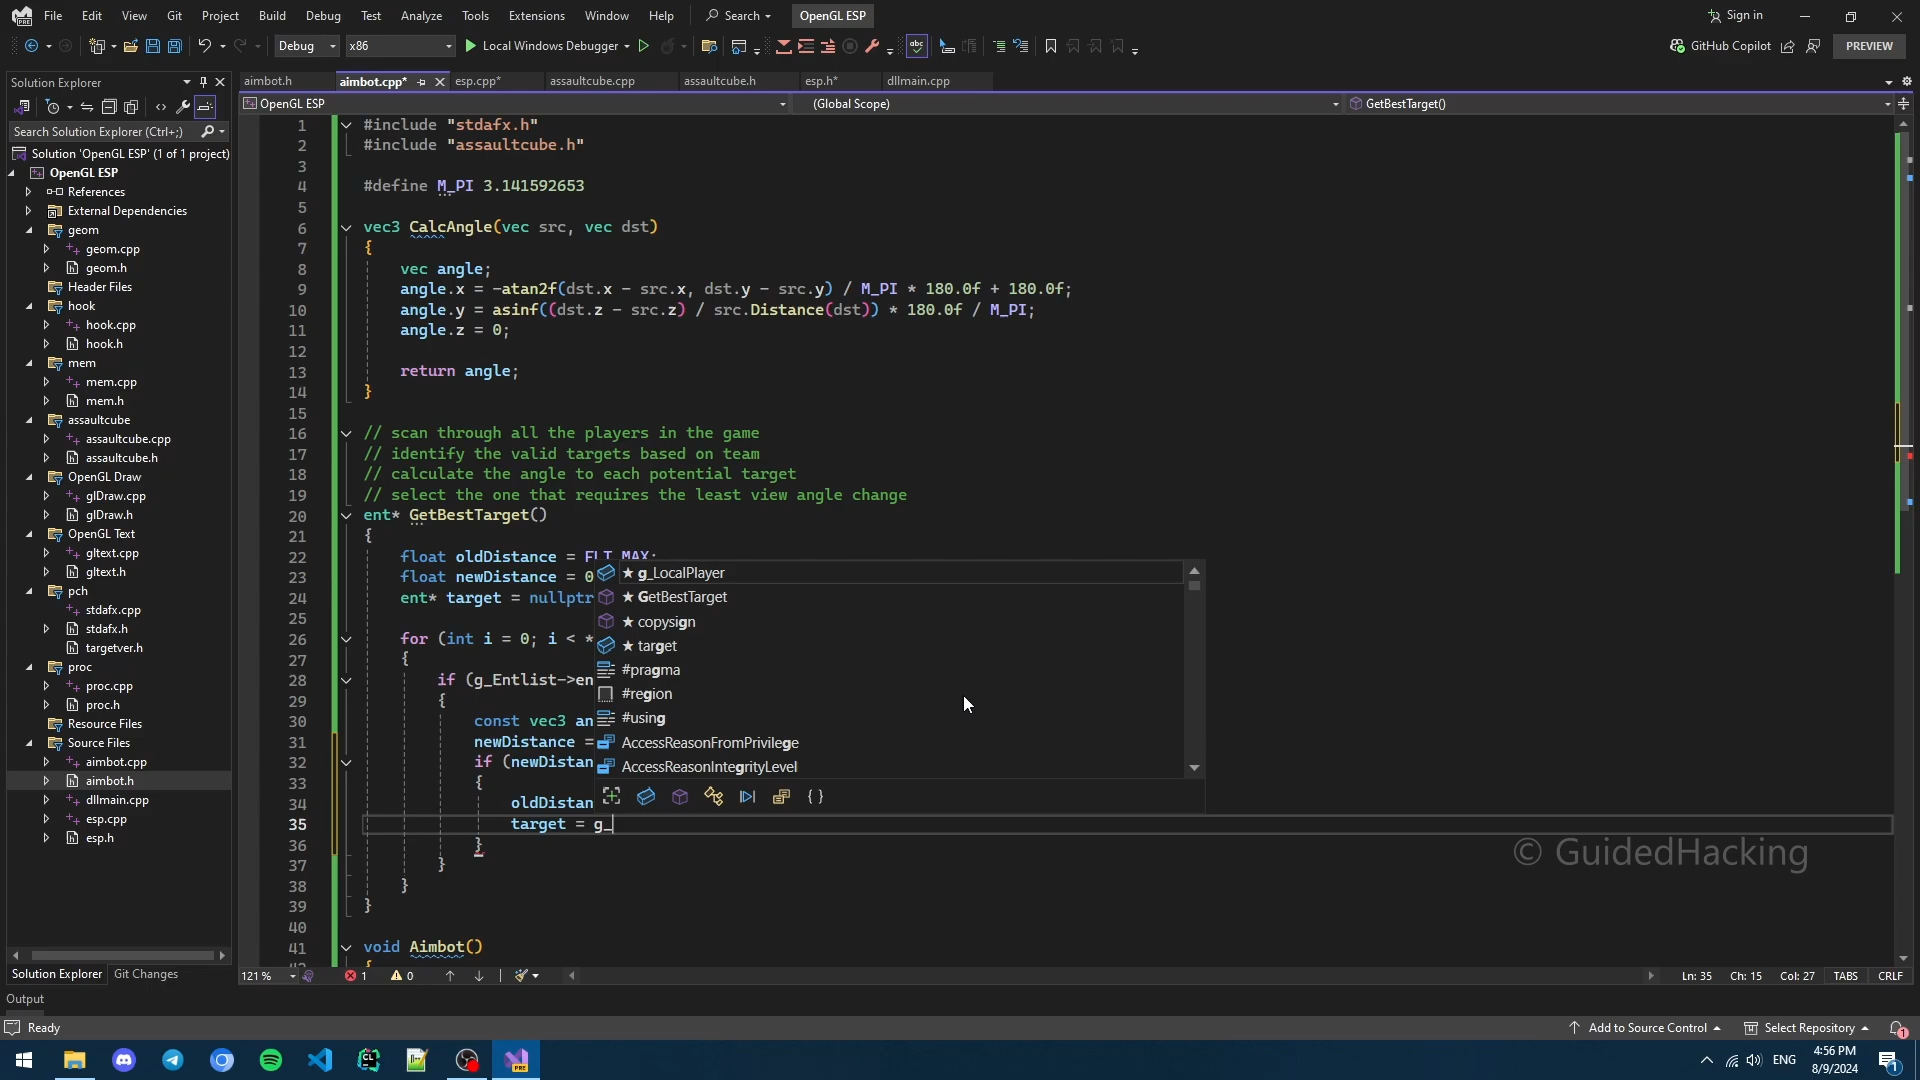 File Edit View Git Project Build Debug Test Analyze Tools Extensions Window Help Search OpenGL ESP Sign in
Debug x86 Local Windows Debugger GitHub Copilot PREVIEW
Solution Explorer
Search Solution Explorer (Ctrl+;)
Solution 'OpenGL ESP' (1 of 1 project)
OpenGL ESP
References
External Dependencies
geom
geom.cpp
geom.h
Header Files
hook
hook.cpp
hook.h
mem
mem.cpp
mem.h
assaultcube
assaultcube.cpp
assaultcube.h
OpenGL Draw
glDraw.cpp
glDraw.h
OpenGL Text
gltext.cpp
gltext.h
pch
stdafx.cpp
stdafx.h
targetver.h
proc
proc.cpp
proc.h
Resource Files
Source Files
aimbot.cpp
aimbot.h
dllmain.cpp
esp.cpp
esp.h
Solution Explorer Git Changes
aimbot.h aimbot.cpp* esp.cpp* assaultcube.cpp assaultcube.h esp.h* dllmain.cpp
OpenGL ESP (Global Scope) GetBestTarget()
1 #include "stdafx.h"
2 #include "assaultcube.h"
3
4 #define M_PI 3.141592653
5
6 vec3 CalcAngle(vec src, vec dst)
7 {
8 vec angle;
9 angle.x = -atan2f(dst.x - src.x, dst.y - src.y) / M_PI * 180.0f + 180.0f;
10 angle.y = asinf((dst.z - src.z) / src.Distance(dst)) * 180.0f / M_PI;
11 angle.z = 0;
12
13 return angle;
14 }
15
16 // scan through all the players in the game
17 // identify the valid targets based on team
18 // calculate the angle to each potential target
19 // select the one that requires the least view angle change
20 ent* GetBestTarget()
21 {
22 float oldDistance = FLT_MAX;
23 float newDistance = 0
24 ent* target = nullptr
25
26 for (int i = 0; i < *
27 {
28 if (g_Entlist->en
29 {
30 const vec3 an
31 newDistance =
32 if (newDistan
33 {
34 oldDistan
35 target = g_
36 }
37 }
38 }
39 }
40
41 void Aimbot()
g_LocalPlayer
GetBestTarget
copysign
target
#pragma
#region
#using
AccessReasonFromPrivilege
AccessReasonIntegrityLevel
© GuidedHacking
121 % 1 0 Ln: 35 Ch: 15 Col: 27 TABS CRLF
Output
Ready Add to Source Control Select Repository 1
ENG 4:56 PM 8/9/2024 1